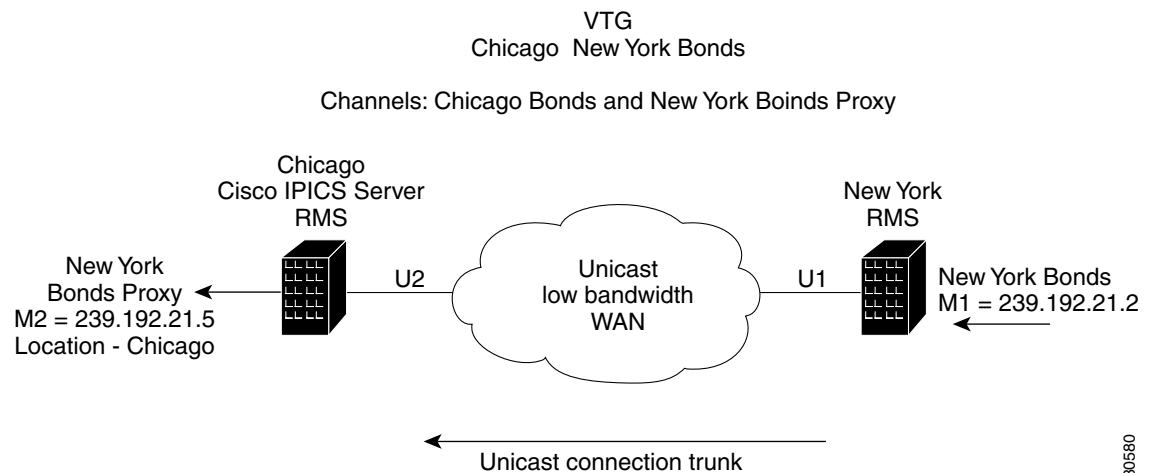 VTG
Chicago New York Bonds
Channels: Chicago Bonds and New York Boinds Proxy
Chicago
Cisco IPICS Server
RMS
New York
RMS
New York
Bonds Proxy
M2 = 239.192.21.5
Location - Chicago
U2
Unicast
low bandwidth
WAN
U1
New York Bonds
M1 = 239.192.21.2
Unicast connection trunk